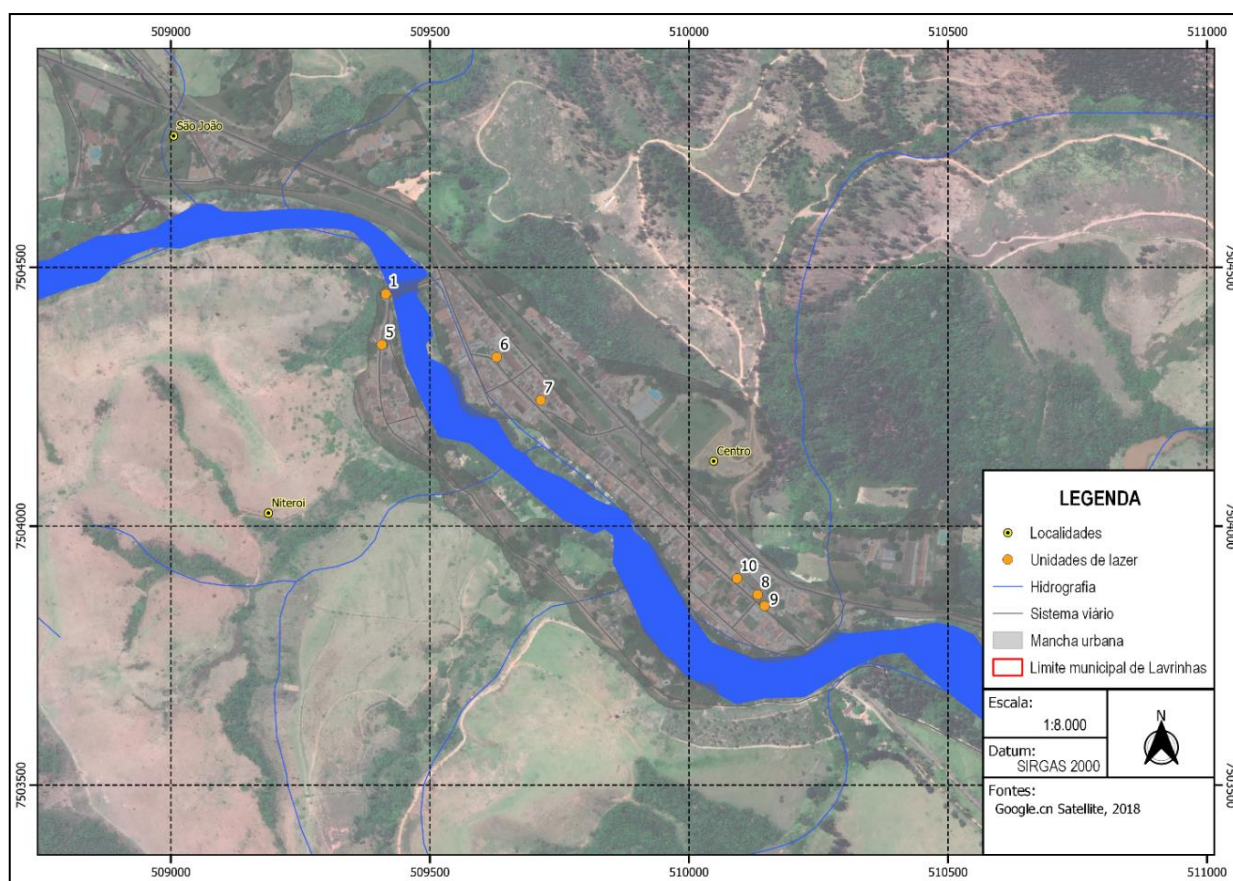 509000 509500 510000 510500 511000
São João
7504500
7504500
1
5
6
7
Centro
Niteroi
7504000
7504000
10
8
9
LEGENDA
Localidades
Unidades de lazer
Hidrografia
Sistema viário
Mancha urbana
Limite municipal de Lavrinhas
Escala:
1:8.000
Datum:
SIRGAS 2000
N
Fontes:
Google.cn Satellite, 2018
7503500
7503500
509000 509500 510000 510500 511000